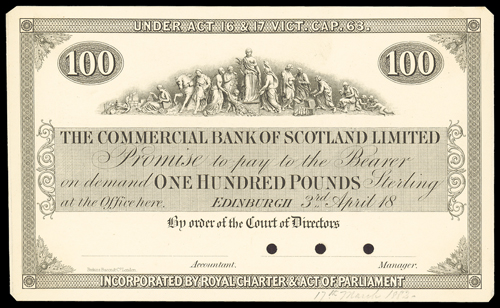 UNDER ACT 16 & 17 VICT. CAP. 63.
100 100
THE COMMERCIAL BANK OF SCOTLAND LIMITED
Promise to pay to the Bearer
on demand ONE HUNDRED POUNDS Sterling
at the Office here. EDINBURGH 3rd April 18
By order of the Court of Directors
Accountant. Manager.
INCORPORATED BY ROYAL CHARTER & ACT OF PARLIAMENT
17th March